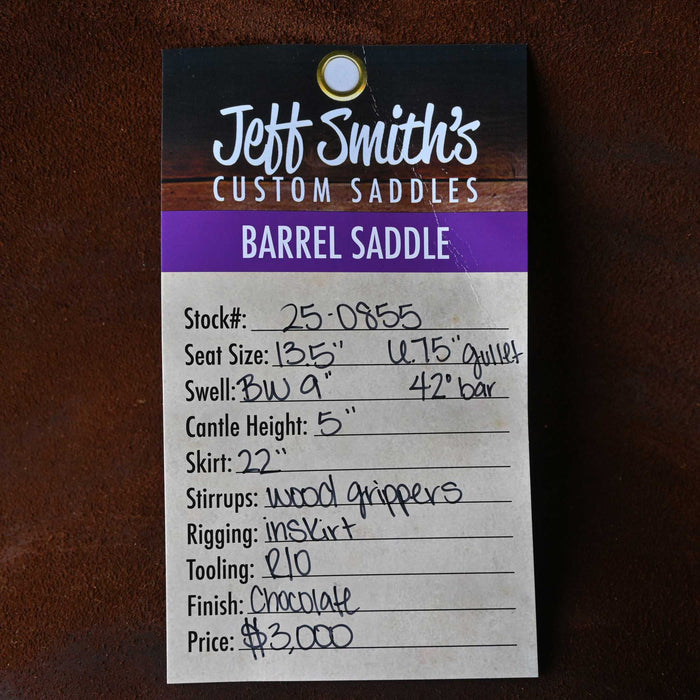 Jeff Smith's
CUSTOM SADDLES
BARREL SADDLE
Stock#: 25-0855
Seat Size: 13.5" 6.75" gullet
Swell: BW 9" 42° bar
Cantle Height: 5"
Skirt: 22"
Stirrups: wood grippers
Rigging: inskirt
Tooling: R10
Finish: Chocolate
Price: $3,000